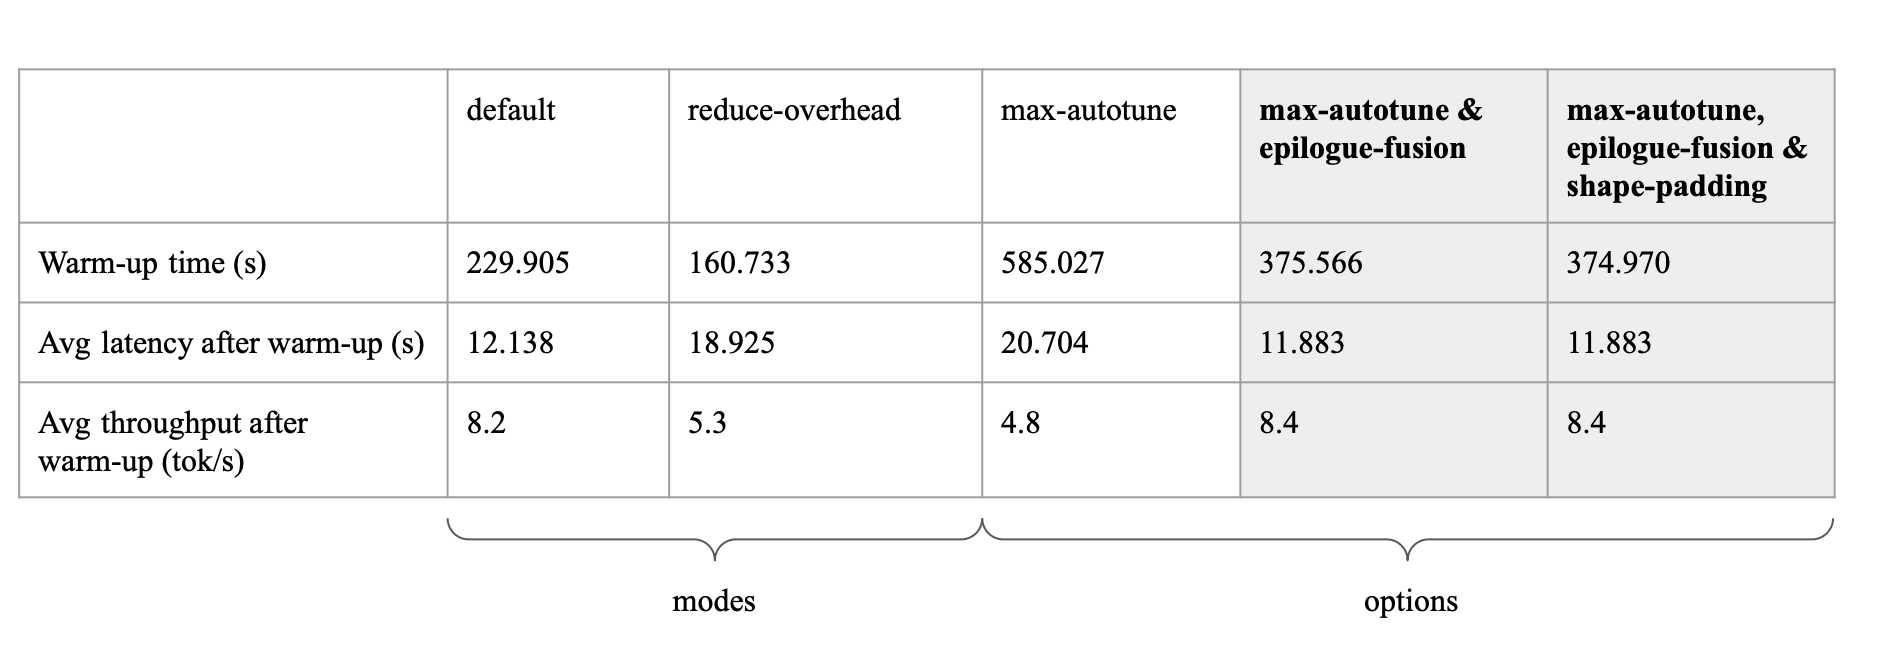 default reduce-overhead max-autotune max-autotune & max-autotune,
epilogue-fusion epilogue-fusion &
shape-padding
Warm-up time (s) 229.905 160.733 585.027 375.566 374.970
Avg latency after warm-up (s) 12.138 18.925 20.704 11.883 11.883
Avg throughput after 8.2 5.3 4.8 8.4 8.4
warm-up (tok/s)
modes options